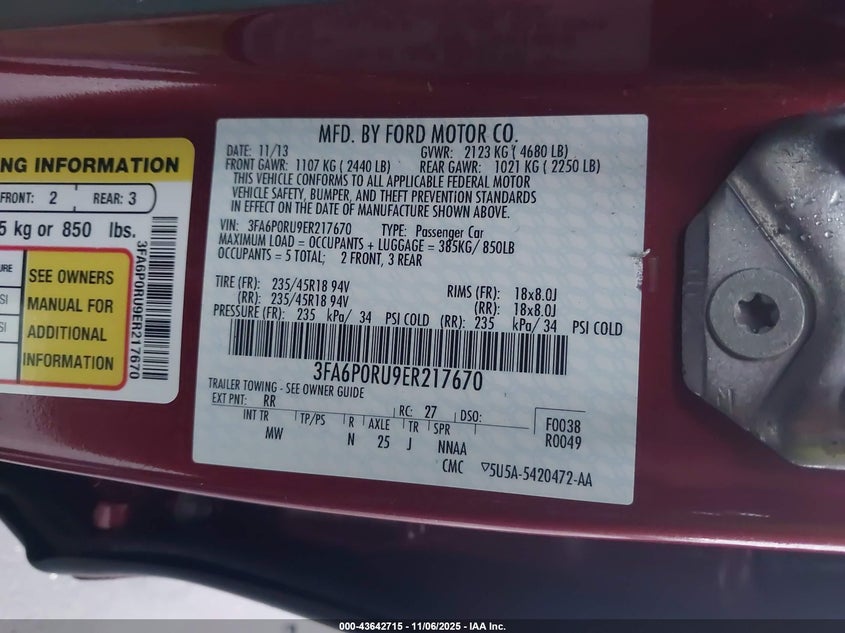 NG INFORMATION
FRONT: 2 REAR: 3
5 kg or 850 lbs.
SEE OWNERS
MANUAL FOR
ADDITIONAL
INFORMATION
3FA6P0RU9ER217670
MFD. BY FORD MOTOR CO.
DATE: 11/13 GVWR: 2123 KG ( 4680 LB)
FRONT GAWR: 1107 KG ( 2440 LB) REAR GAWR: 1021 KG ( 2250 LB)
THIS VEHICLE CONFORMS TO ALL APPLICABLE FEDERAL MOTOR
VEHICLE SAFETY, BUMPER, AND THEFT PREVENTION STANDARDS
IN EFFECT ON THE DATE OF MANUFACTURE SHOWN ABOVE.
VIN: 3FA6P0RU9ER217670 TYPE: Passenger Car
MAXIMUM LOAD = OCCUPANTS + LUGGAGE = 385KG/ 850LB
OCCUPANTS = 5 TOTAL; 2 FRONT, 3 REAR
TIRE (FR): 235/45R18 94V RIMS (FR): 18x8.0J
(RR): 235/45R18 94V (RR): 18x8.0J
PRESSURE (FR): 235 kPa/ 34 PSI COLD (RR): 235 kPa/ 34 PSI COLD
3FA6P0RU9ER217670
TRAILER TOWING - SEE OWNER GUIDE
EXT PNT: RR RC: 27 DSO: F0038
INT TR TP/PS R AXLE TR SPR R0049
MW N 25 J NNAA
CMC ▽5U5A-5420472-AA
000-43642715 | 11/06/2025 - IAA Inc.